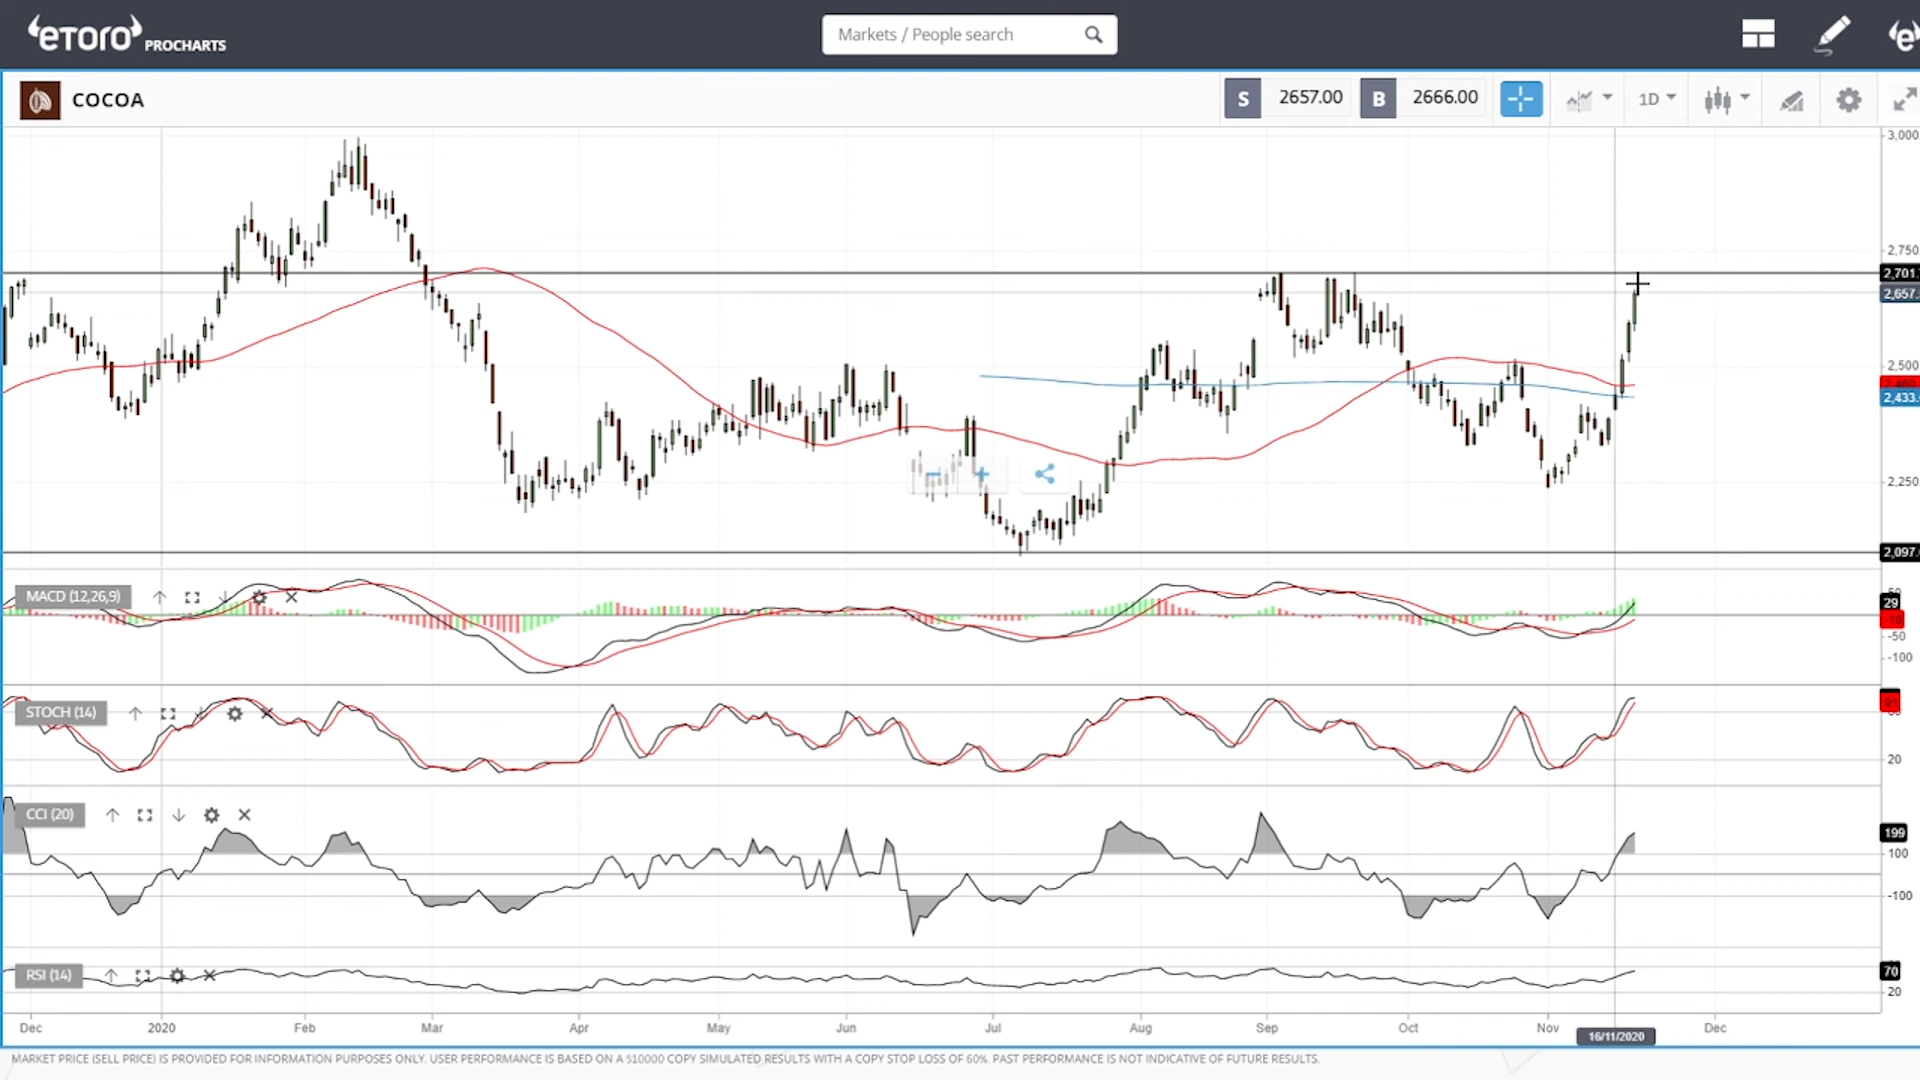 eTORO PROCHARTS
Markets / People search
COCOA
S 2657.00 B 2666.00 1D
3,000
2,750
2,701.
2,657.
2,500
2,433.
2,250
2,097.
MACD (12,26,9)
29
-10
-50
-100
STOCH (14)
91
20
CCI (20)
199
100
-100
RSI (14)
70
20
Dec 2020 Feb Mar Apr May Jun Jul Aug Sep Oct Nov Dec
16/11/2020
MARKET PRICE (SELL PRICE) IS PROVIDED FOR INFORMATION PURPOSES ONLY. USER PERFORMANCE IS BASED ON A $10000 COPY SIMULATED RESULTS WITH A COPY STOP LOSS OF 60%. PAST PERFORMANCE IS NOT INDICATIVE OF FUTURE RESULTS.